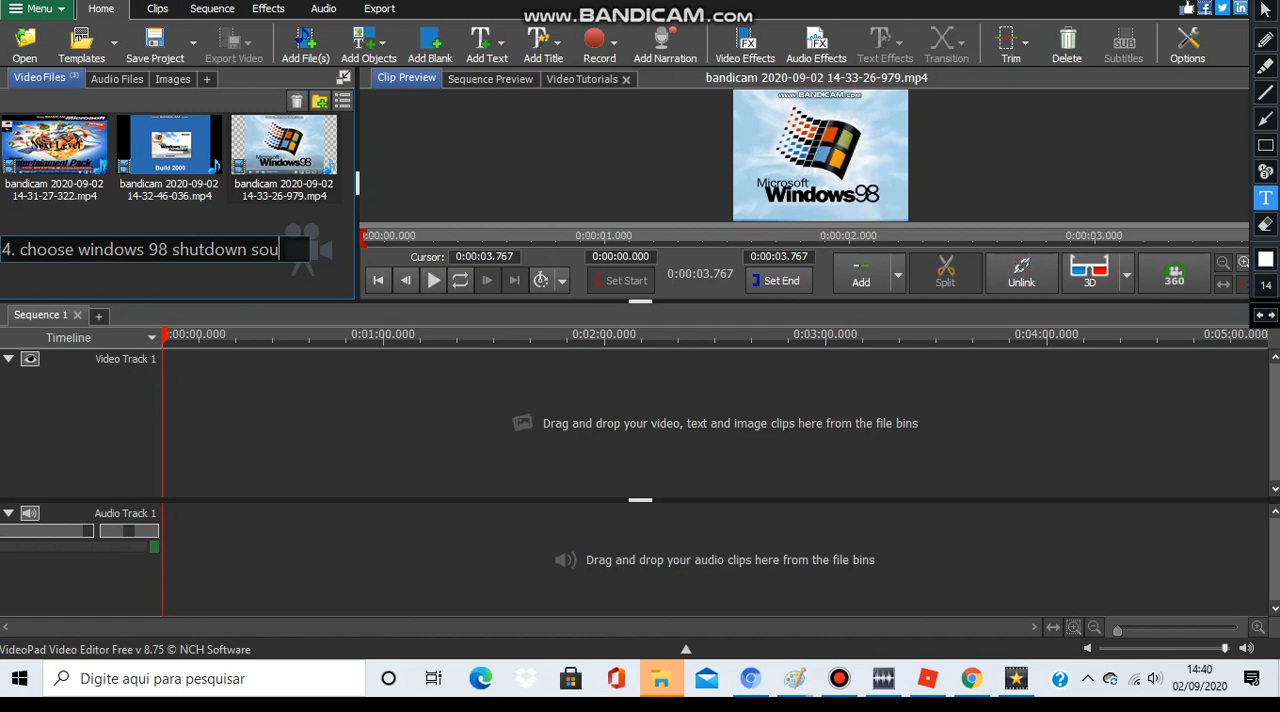 Menu
Home
Clips
Sequence
Effects
Audio
Export
www.BANDICAM.com
Open
Templates
Save Project
Export Video
Add File(s)
Add Objects
Add Blank
Add Text
Add Title
Record
Add Narration
Video Effects
Audio Effects
Text Effects
Transition
Trim
Delete
SUB
Subtitles
Options
Video Files (3)
Audio Files
Images
+
Clip Preview
Sequence Preview
Video Tutorials
bandicam 2020-09-02 14-33-26-979.mp4
bandicam 2020-09-02
14-31-27-322.mp4
Build 2000
bandicam 2020-09-02
14-32-46-036.mp4
Microsoft
Windows98
bandicam 2020-09-02
14-33-26-979.mp4
www.BANDICAM.com
Microsoft
Windows98
4. choose windows 98 shutdown sou
:00:00.000
0:00:01.000
0:00:02.000
0:00:03.000
Cursor:
0:00:03.767
0:00:00.000
0:00:03.767
Set Start
0:00:03.767
Set End
Add
Split
Unlink
3D
360
T
14
Sequence 1
+
Timeline
:00:00.000
0:01:00.000
0:02:00.000
0:03:00.000
0:04:00.000
0:05:00.000
Video Track 1
Drag and drop your video, text and image clips here from the file bins
Audio Track 1
Drag and drop your audio clips here from the file bins
VideoPad Video Editor Free v 8.75 © NCH Software
Digite aqui para pesquisar
14:40
02/09/2020